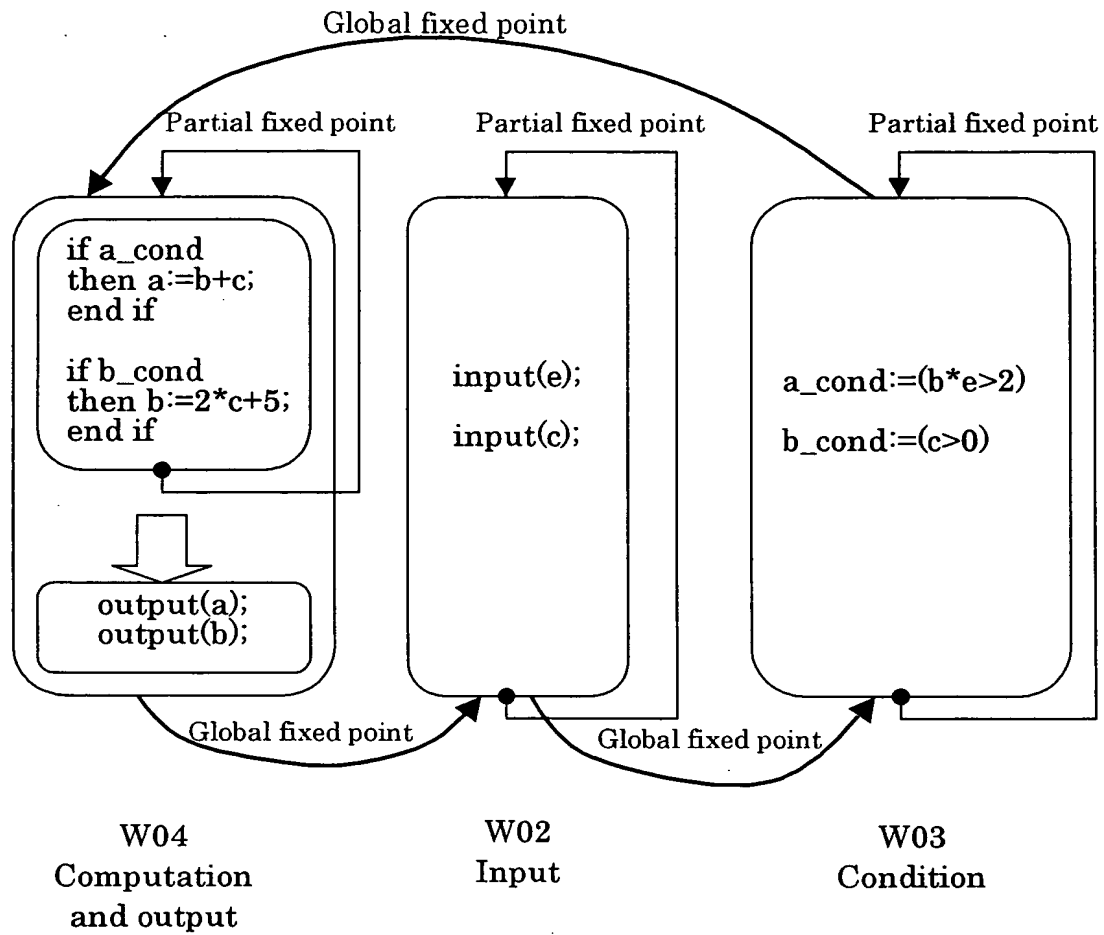 Global fixed point
Partial fixed point
Partial fixed point
Partial fixed point
if a_cond
then a:=b+c;
end if
if b_cond
then b:=2*c+5;
end if
output(a);
output(b);
input(e);
input(c);
a_cond:=(b*e>2)
b_cond:=(c>0)
Global fixed point
Global fixed point
W04
Computation
and output
W02
Input
W03
Condition